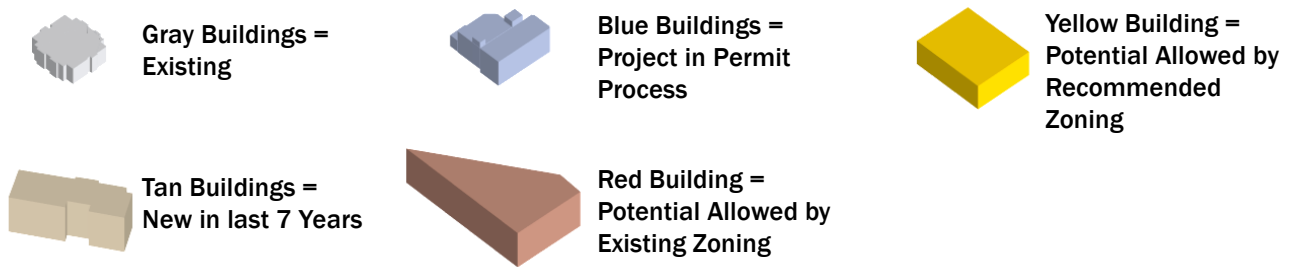 Gray Buildings =
Existing
Blue Buildings =
Project in Permit
Process
Yellow Building =
Potential Allowed by
Recommended
Zoning
Tan Buildings =
New in last 7 Years
Red Building =
Potential Allowed by
Existing Zoning